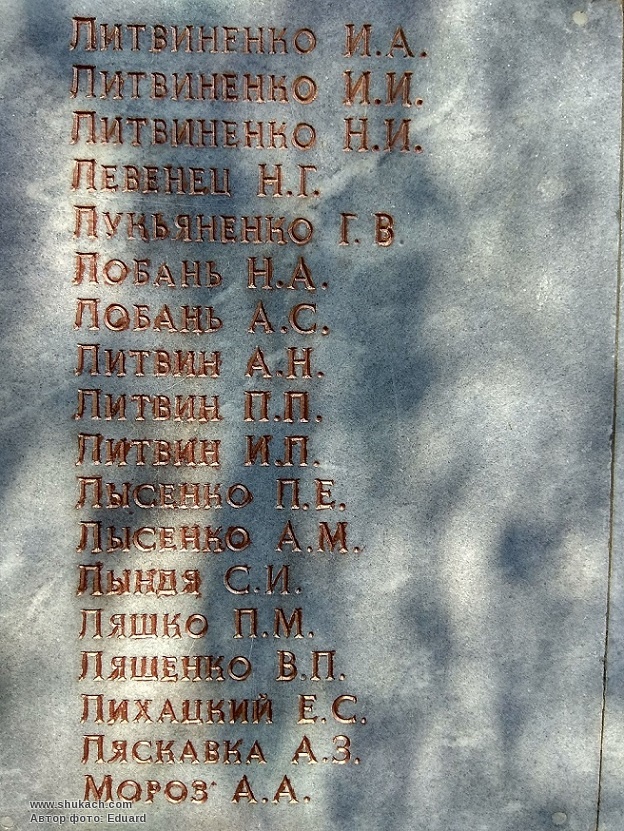 Литвиненко И.А.
Литвиненко И.И.
Литвиненко Н.И.
Левенец Н.Г.
Лукьяненко Г.В.
Лобань Н.А.
Лобань А.С.
Литвин А.Н.
Литвин П.П.
Литвин И.П.
Лысенко П.Е.
Лысенко А.М.
Лындя С.И.
Ляшко П.М.
Лященко В.П.
Лихацкий Е.С.
Ляскавка А.З.
Мороз А.А.
www.shukach.com
Автор фото: Eduard